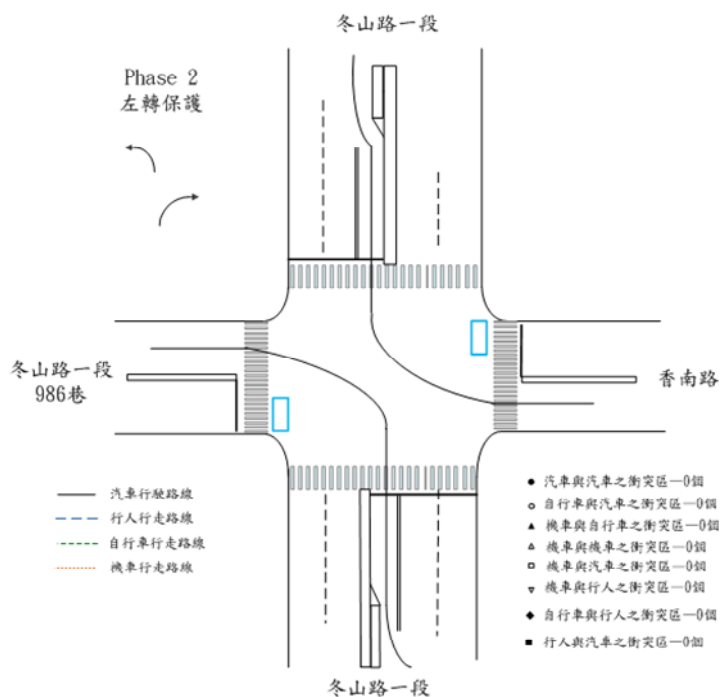 冬山路一段
Phase 2
左轉保護
冬山路一段
986巷
香南路
汽車行駛路線
行人行走路線
自行車行走路線
機車行走路線
汽車與汽車之衝突區—0個
自行車與汽車之衝突區—0個
機車與自行車之衝突區—0個
機車與機車之衝突區—0個
機車與汽車之衝突區—0個
機車與行人之衝突區—0個
自行車與行人之衝突區—0個
行人與汽車之衝突區—0個
冬山路一段